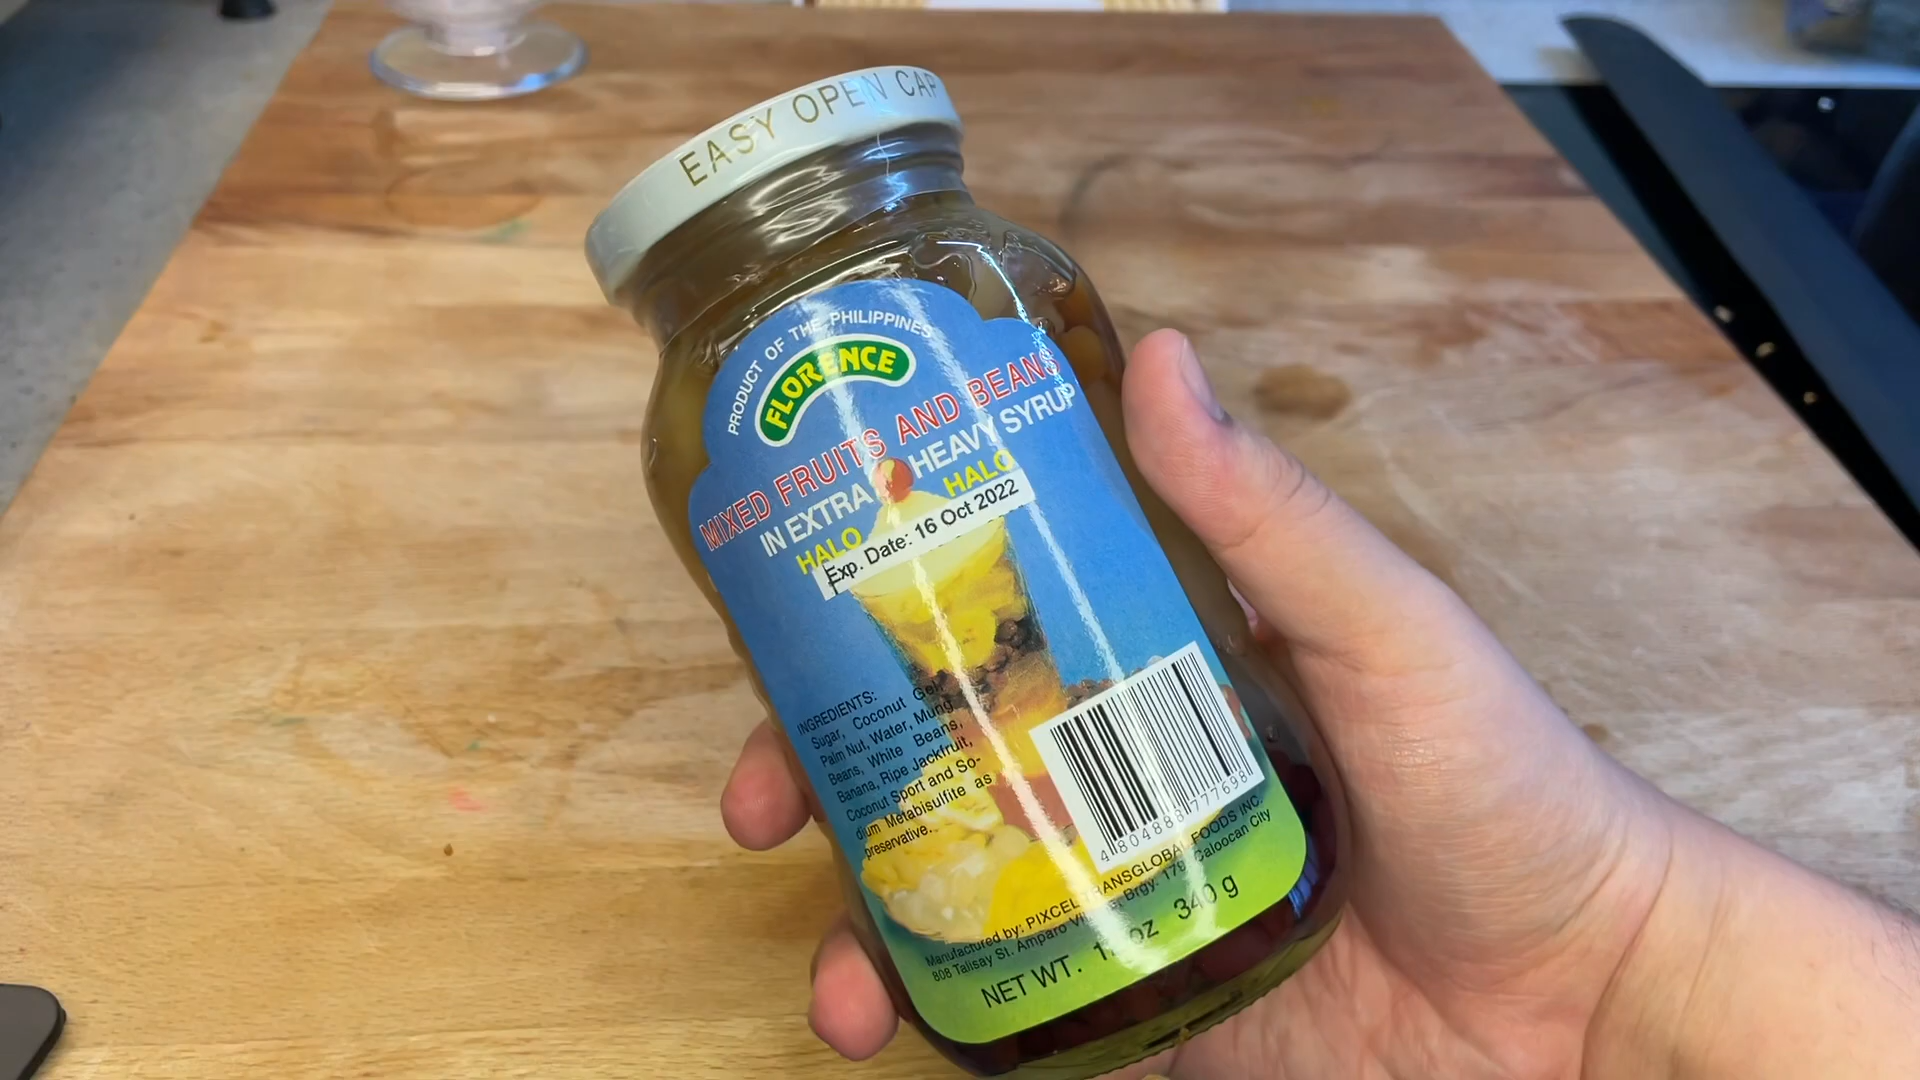 EASY OPEN CAP
PRODUCT OF THE PHILIPPINES
FLORENCE
MIXED FRUITS AND BEANS
IN EXTRA HEAVY SYRUP
HALO HALO
Exp. Date: 16 Oct 2022
INGREDIENTS:
Sugar, Coconut Gel,
Palm Nut, Water, Mung
Beans, White Beans,
Banana, Ripe Jackfruit,
Coconut Sport and So-
dium Metabisulfite as
preservative.
4 804888 777698
Manufactured by: PIXCEL TRANSGLOBAL FOODS INC.
808 Talisay St. Amparo Brgy. Caloocan City
NET WT. oz 340 g